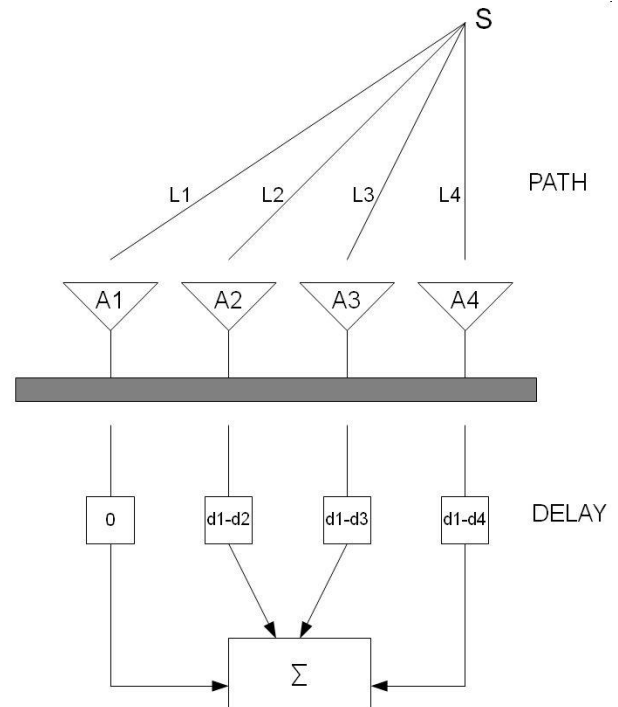 S
L1 L2 L3 L4
PATH
A1 A2 A3 A4
0 d1-d2 d1-d3 d1-d4
DELAY
Σ